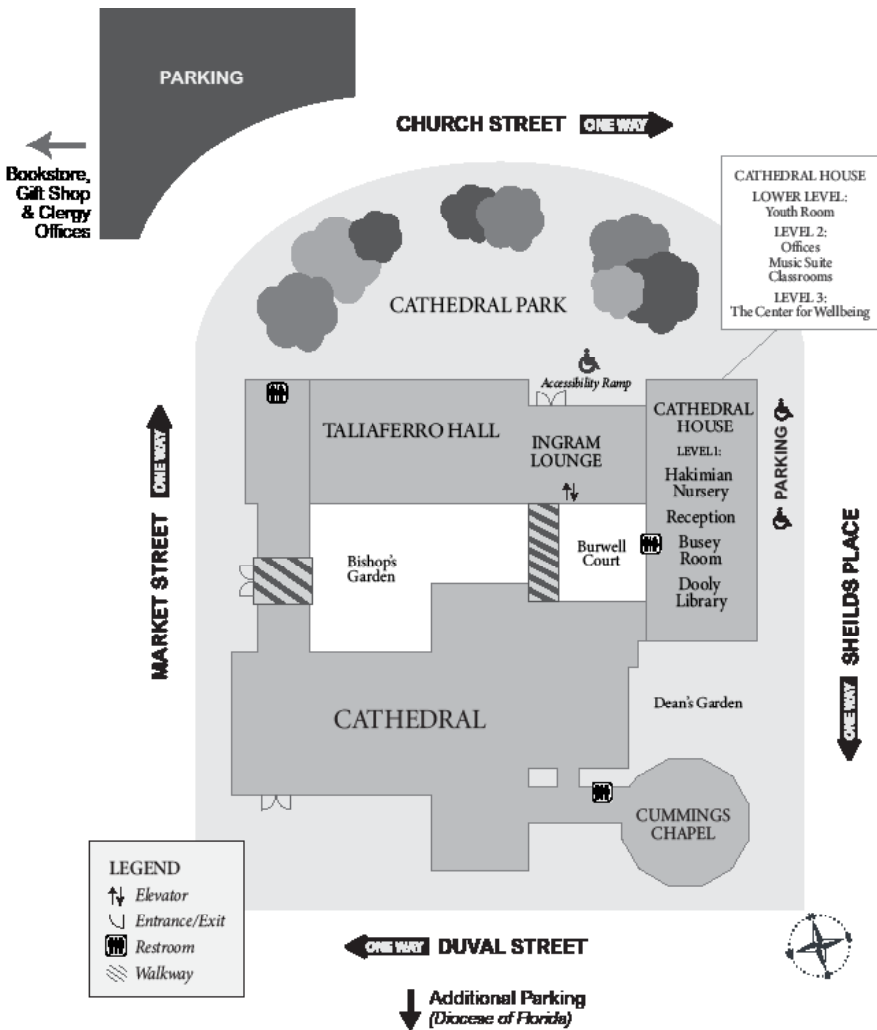 PARKING
CHURCH STREET ONE WAY
Bookstore,
Gift Shop
& Clergy
Offices
CATHEDRAL HOUSE
LOWER LEVEL:
Youth Room
LEVEL 2:
Offices
Music Suite
Classrooms
LEVEL 3:
The Center for Wellbeing
CATHEDRAL PARK
Accessibility Ramp
TALIAFERRO HALL
INGRAM
LOUNGE
CATHEDRAL
HOUSE
LEVEL 1:
Hakimian
Nursery
Reception
Busey
Room
Dooly
Library
PARKING
MARKET STREET ONE WAY
Bishop's
Garden
Burwell
Court
SHEILDS PLACE
ONE WAY
CATHEDRAL
Dean's Garden
CUMMINGS
CHAPEL
LEGEND
Elevator
Entrance/Exit
Restroom
Walkway
ONE WAY DUVAL STREET
Additional Parking
(Diocese of Florida)